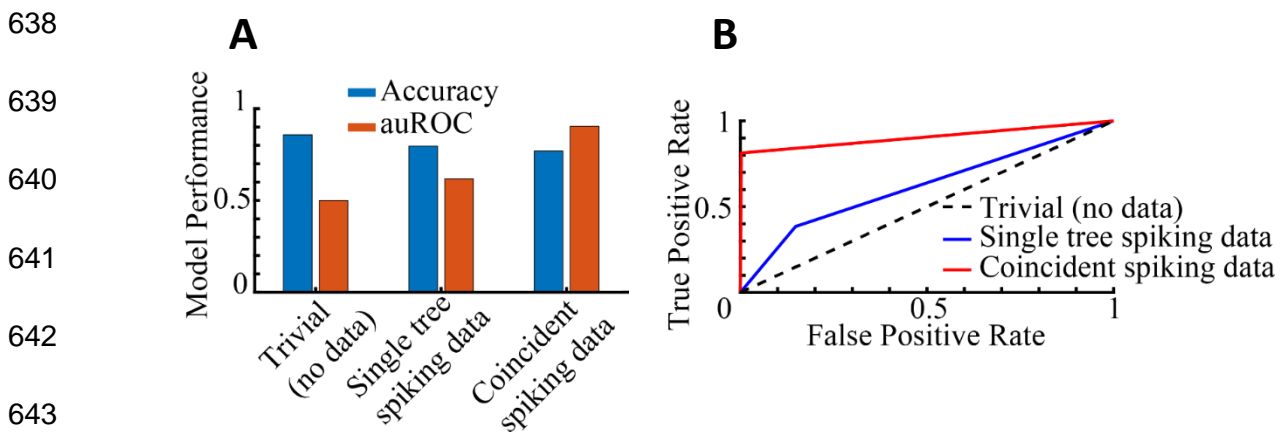 638
A
B
639
Accuracy
auROC
1
0.5
0
Model Performance
Trivial
(no data)
Single tree
spiking data
Coincident
spiking data
1
0.5
0
True Positive Rate
Trivial (no data)
Single tree spiking data
Coincident spiking data
0.5
1
False Positive Rate
640
641
642
643